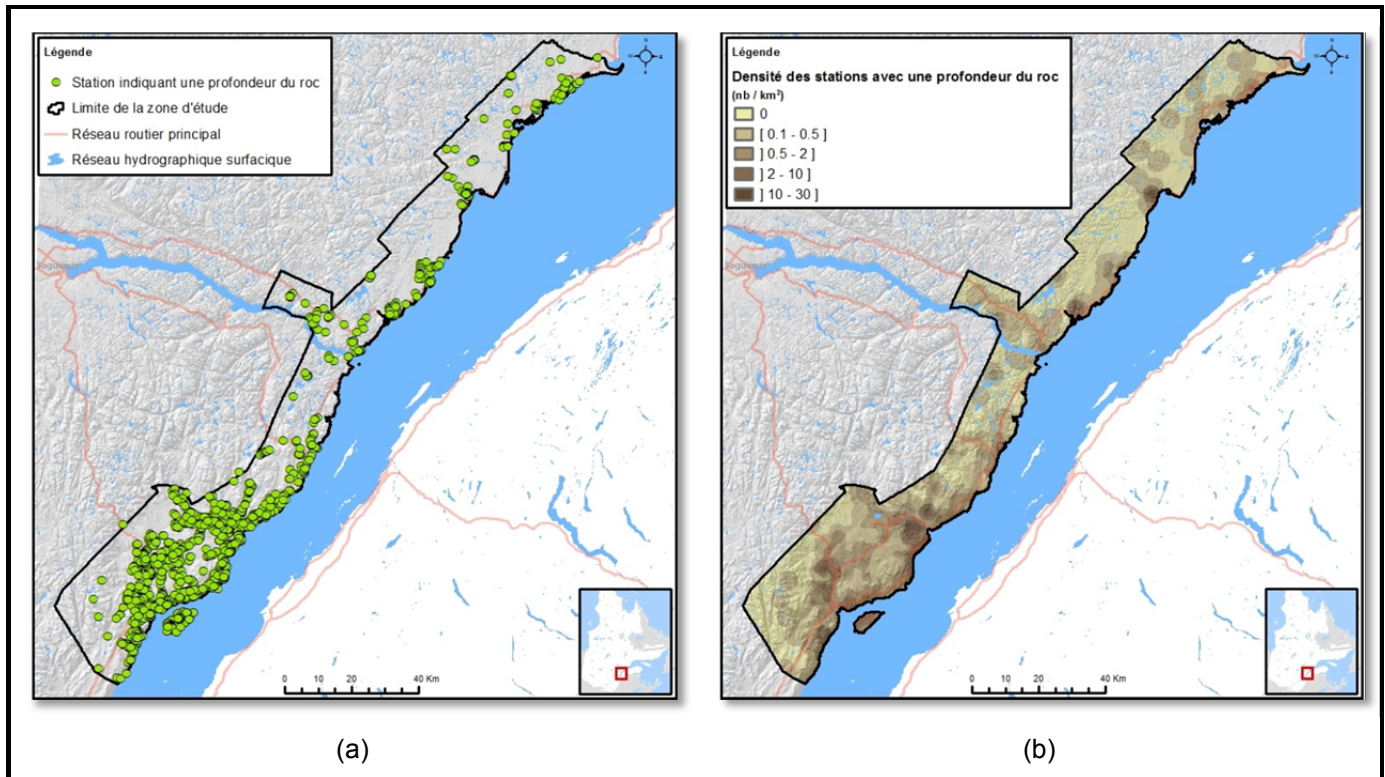 Légende
Station indiquant une profondeur du roc
Limite de la zone d'étude
Réseau routier principal
Réseau hydrographique surfacique
0 10 20 40 Km
(a)
Légende
Densité des stations avec une profondeur du roc
(nb / km²)
0
[ 0.1 - 0.5 ]
] 0.5 - 2 ]
] 2 - 10 ]
] 10 - 30 ]
0 10 20 40 Km
(b)